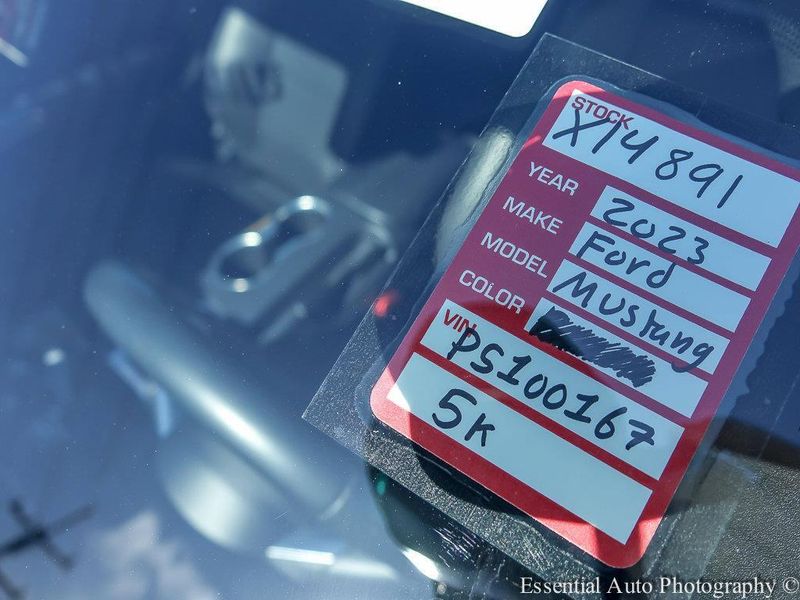 STOCK
X14891
YEAR 2023
MAKE Ford
MODEL Mustang
COLOR
VIN
PS100167
5K
Essential Auto Photography ©